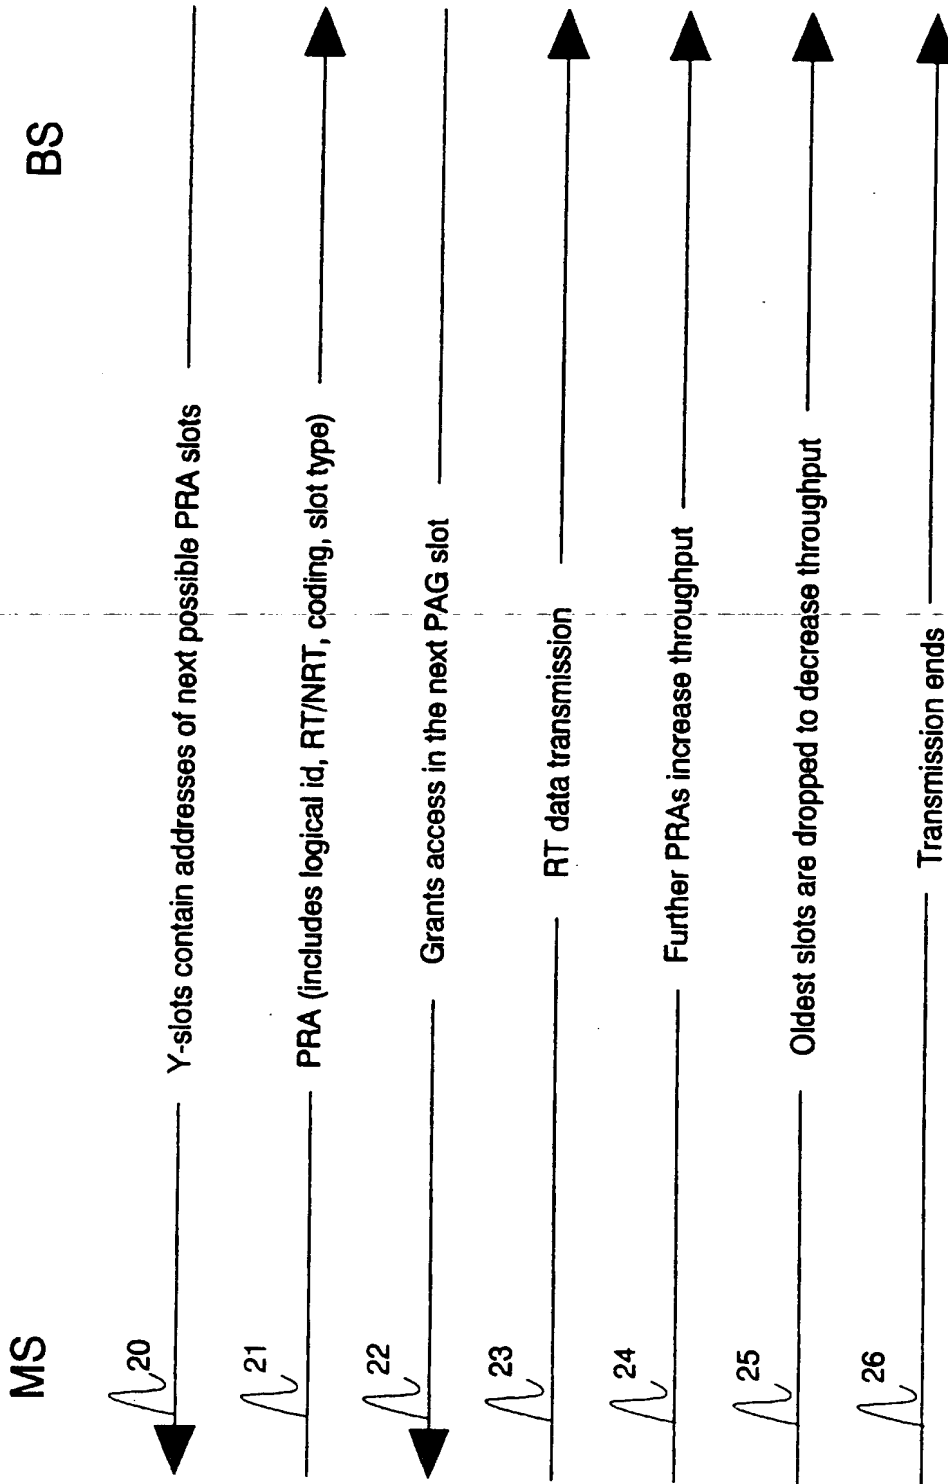 MS
BS
20
Y-slots contain addresses of next possible PRA slots
21
PRA (includes logical id, RT/NRT, coding, slot type)
22
Grants access in the next PAG slot
23
RT data transmission
24
Further PRAs increase throughput
25
Oldest slots are dropped to decrease throughput
26
Transmission ends